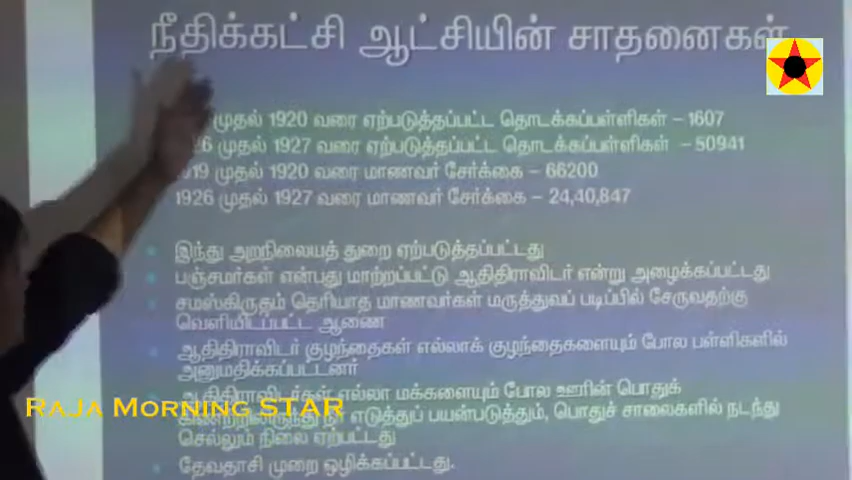 நீதிக்கட்சி ஆட்சியின் சாதனைகள்
முதல் 1920 வரை ஏற்படுத்தப்பட்ட தொடக்கப்பள்ளிகள் – 1607
முதல் 1927 வரை ஏற்படுத்தப்பட்ட தொடக்கப்பள்ளிகள் – 50941
முதல் 1920 வரை மாணவர் சேர்க்கை – 66200
1926 முதல் 1927 வரை மாணவர் சேர்க்கை – 24,40,847
இந்து அறநிலையத் துறை ஏற்படுத்தப்பட்டது
பஞ்சமர்கள் என்பது மாற்றப்பட்டு ஆதிதிராவிடர் என்று அழைக்கப்பட்டது
சமஸ்கிருதம் தெரியாத மாணவர்கள் மருத்துவப் படிப்பில் சேருவதற்கு
வெளியிடப்பட்ட ஆணை
ஆதிதிராவிடர் குழந்தைகள் எல்லாக் குழந்தைகளையும் போல பள்ளிகளில்
அனுமதிக்கப்பட்டனர்
ஆதிதிராவிடர்கள் எல்லா மக்களையும் போல ஊரின் பொதுக்
எடுத்துப் பயன்படுத்தும், பொதுச் சாலைகளில் நடந்து
செல்லும் நிலை ஏற்பட்டது
தேவதாசி முறை ஒழிக்கப்பட்டது.
RAJA MORNING STAR